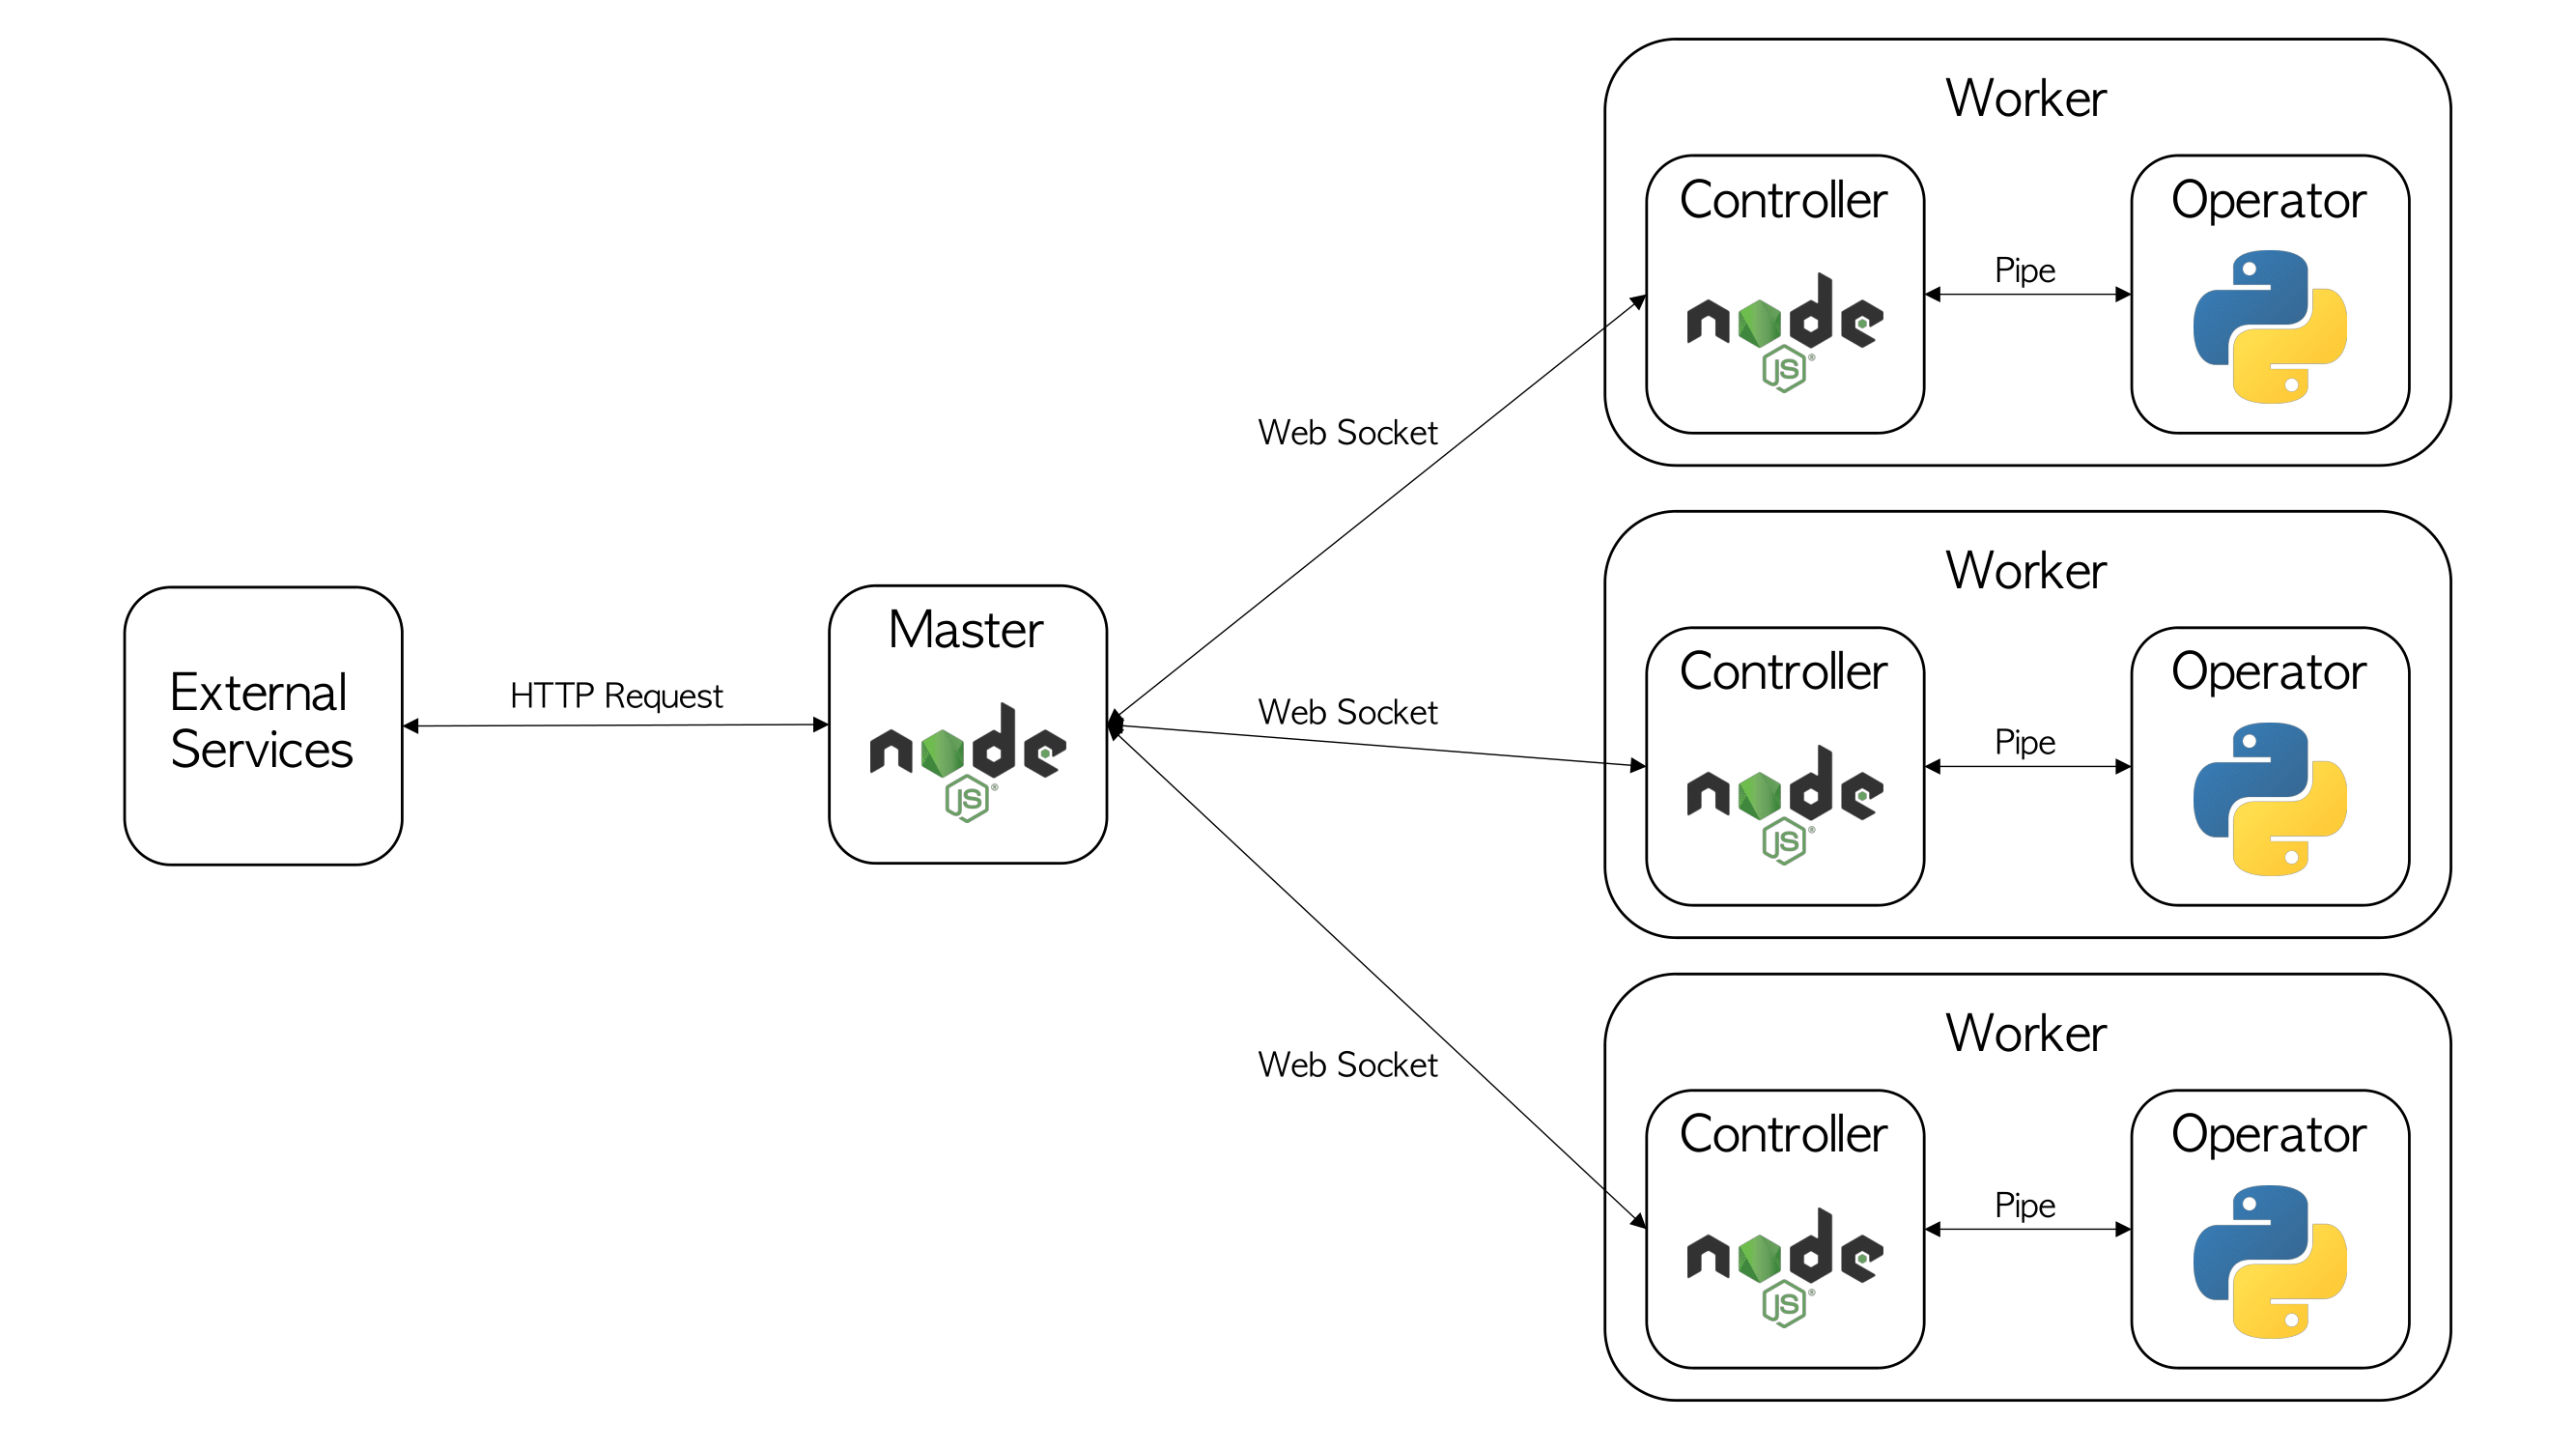 External
Services
HTTP Request
Master
node
JS®
Web Socket
Web Socket
Web Socket
Worker
Controller
node
JS®
Pipe
Operator
Worker
Controller
node
JS®
Pipe
Operator
Worker
Controller
node
JS®
Pipe
Operator